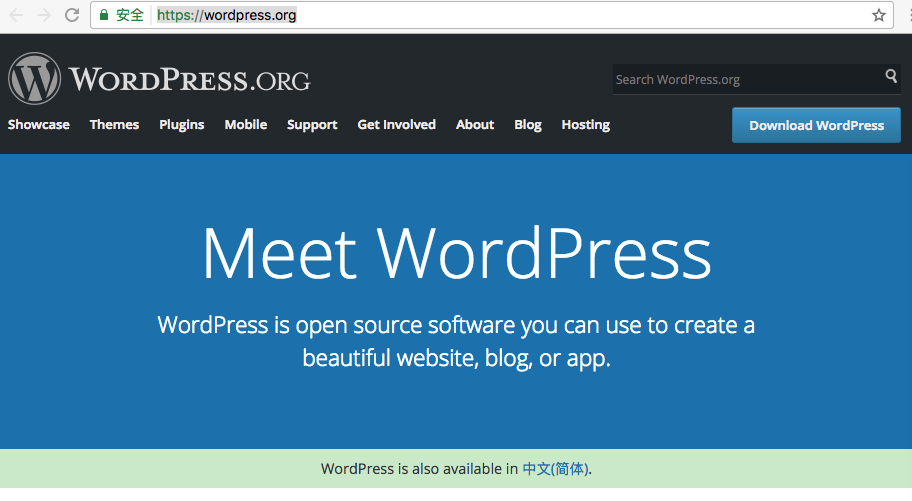 安全 https://wordpress.org
WORDPRESS.ORG
Search WordPress.org
Showcase Themes Plugins Mobile Support Get Involved About Blog Hosting
Download WordPress
Meet WordPress
WordPress is open source software you can use to create a
beautiful website, blog, or app.
WordPress is also available in 中文(简体).